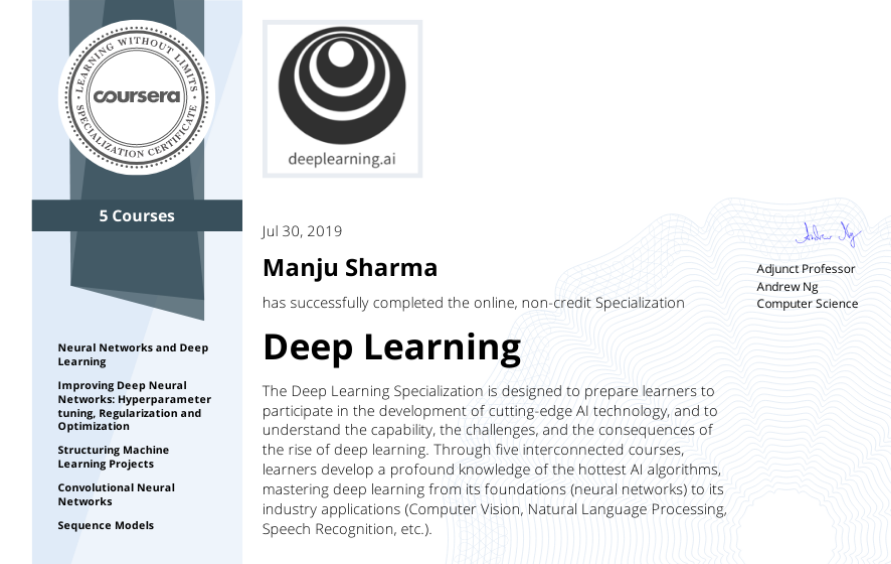 LEARNING WITHOUT LIMITS
coursera
SPECIALIZATION CERTIFICATE
5 Courses
Neural Networks and Deep
Learning
Improving Deep Neural
Networks: Hyperparameter
tuning, Regularization and
Optimization
Structuring Machine
Learning Projects
Convolutional Neural
Networks
Sequence Models
deeplearning.ai
Jul 30, 2019
Manju Sharma
has successfully completed the online, non-credit Specialization
Deep Learning
The Deep Learning Specialization is designed to prepare learners to
participate in the development of cutting-edge AI technology, and to
understand the capability, the challenges, and the consequences of
the rise of deep learning. Through five interconnected courses,
learners develop a profound knowledge of the hottest AI algorithms,
mastering deep learning from its foundations (neural networks) to its
industry applications (Computer Vision, Natural Language Processing,
Speech Recognition, etc.).
Andrew Ng
Adjunct Professor
Andrew Ng
Computer Science